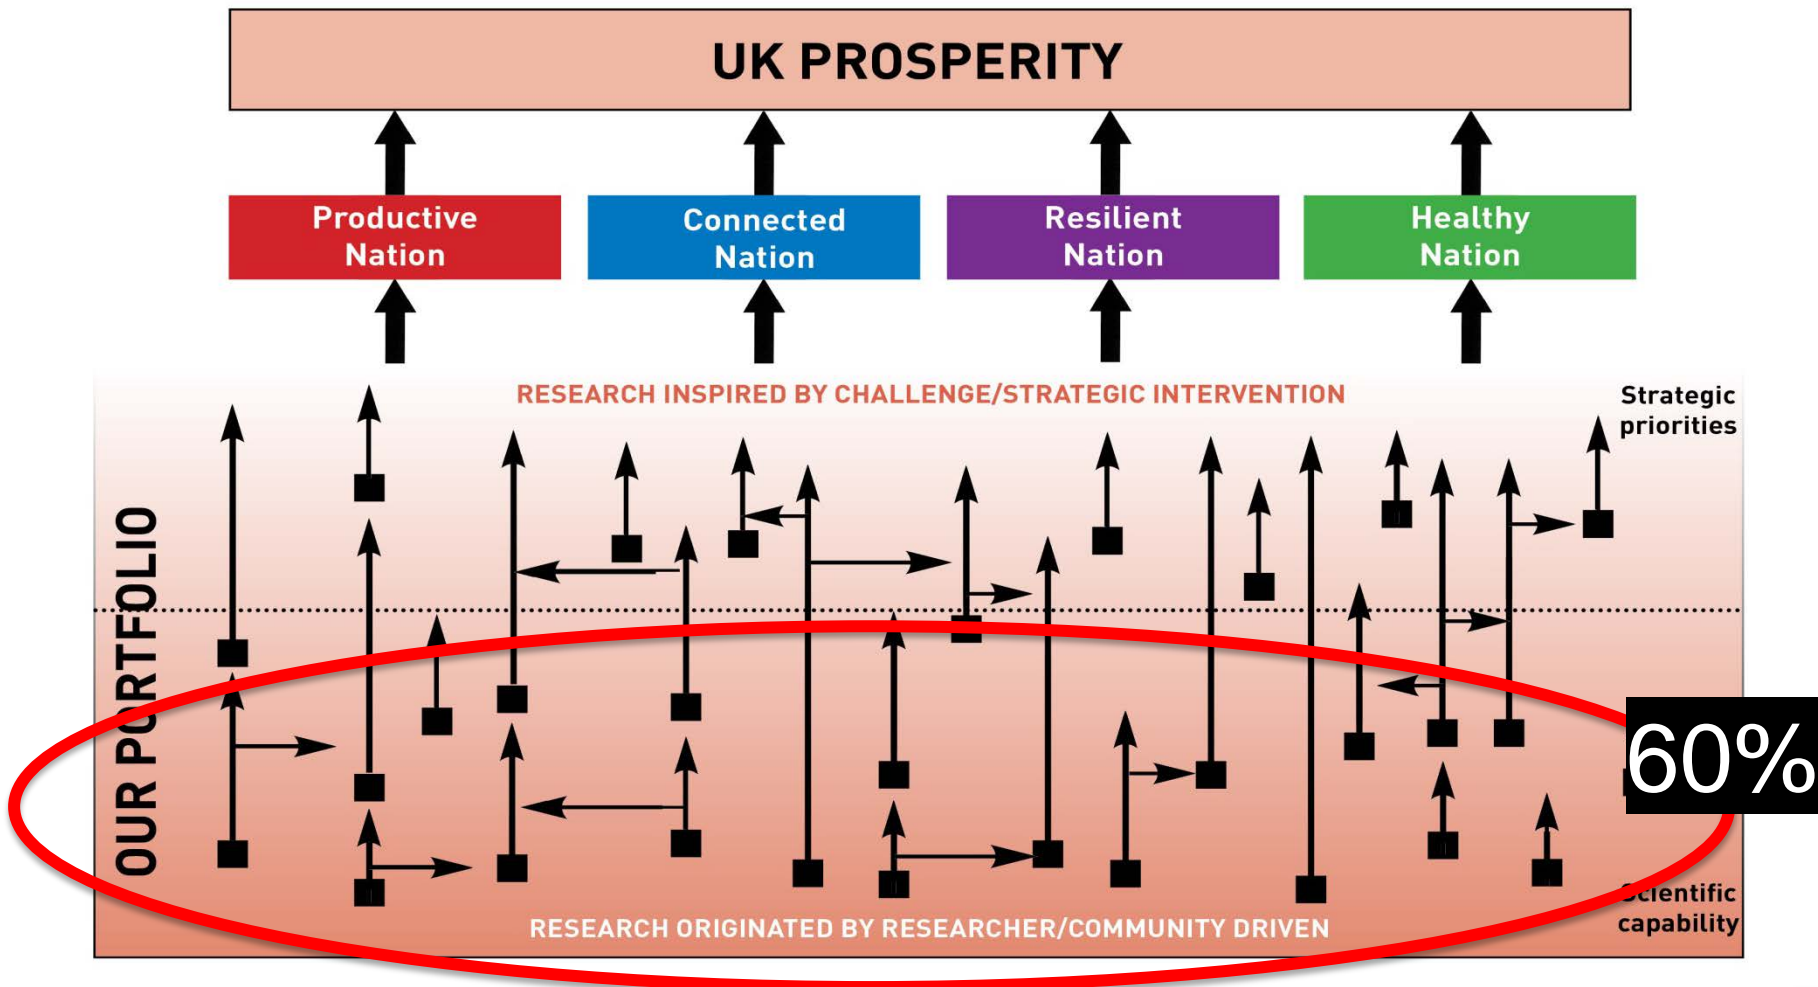 UK PROSPERITY
Productive
Nation
Connected
Nation
Resilient
Nation
Healthy
Nation
RESEARCH INSPIRED BY CHALLENGE/STRATEGIC INTERVENTION
Strategic
priorities
OUR PORTFOLIO
60%
Scientific
capability
RESEARCH ORIGINATED BY RESEARCHER/COMMUNITY DRIVEN